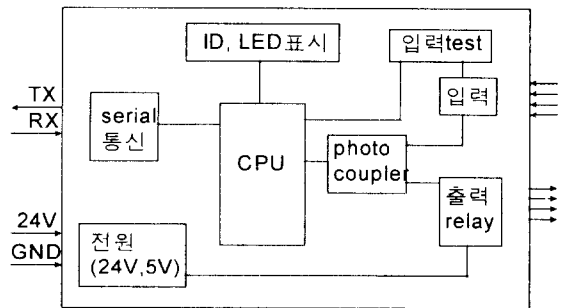 ID, LED표시
입력test
TX
RX
serial
통신
입력
CPU
photo
coupler
출력
relay
24V
GND
전원
(24V,5V)